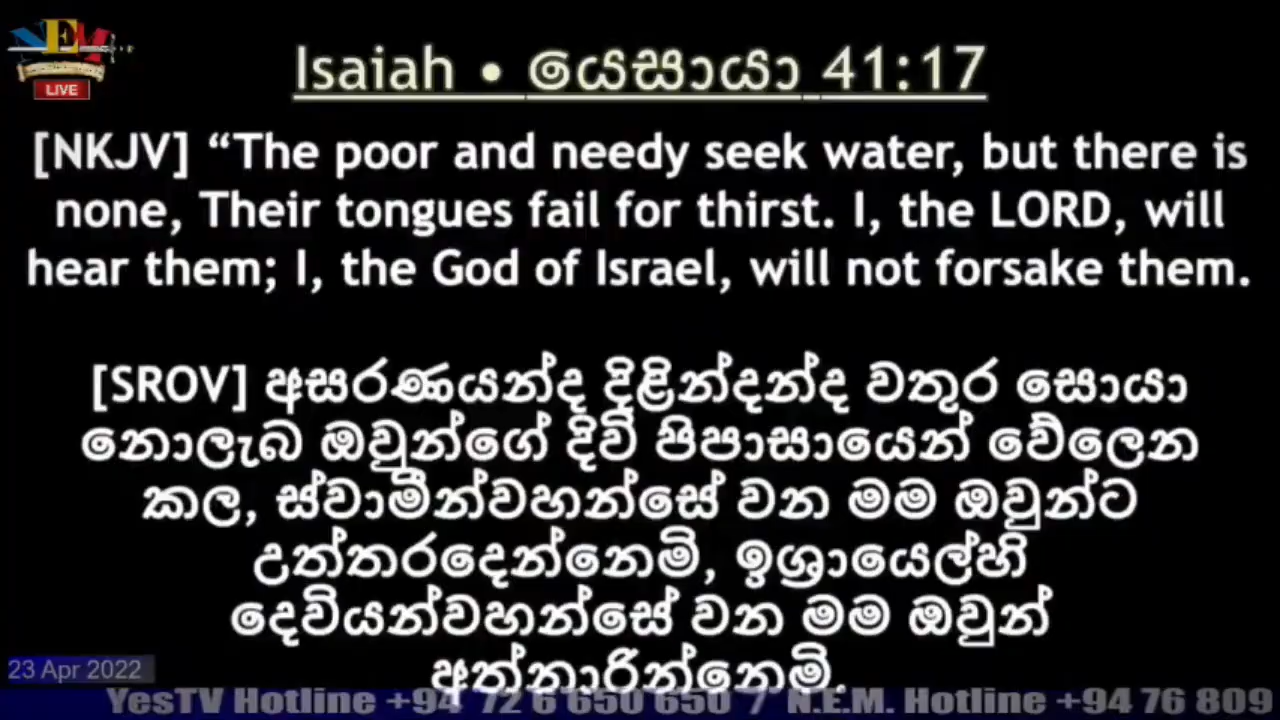 NEM
LIVE
Isaiah • යෙසායා 41:17
[NKJV] “The poor and needy seek water, but there is
none, Their tongues fail for thirst. I, the LORD, will
hear them; I, the God of Israel, will not forsake them.
[SROV] අසරණයන්ද දිළින්දන්ද වතුර සොයා
නොලැබ ඔවුන්ගේ දිව් පිපාසායෙන් වේලෙන
කල, ස්වාමීන්වහන්සේ වන මම ඔවුන්ට
උත්තරදෙන්නෙමි, ඉශ්‍රායෙල්හි
දෙවියන්වහන්සේ වන මම ඔවුන්
අත්නාරින්නෙමි.
23 Apr 2022
YesTV Hotline +94 72 6 650 650 7 N.E.M. Hotline +94 76 809